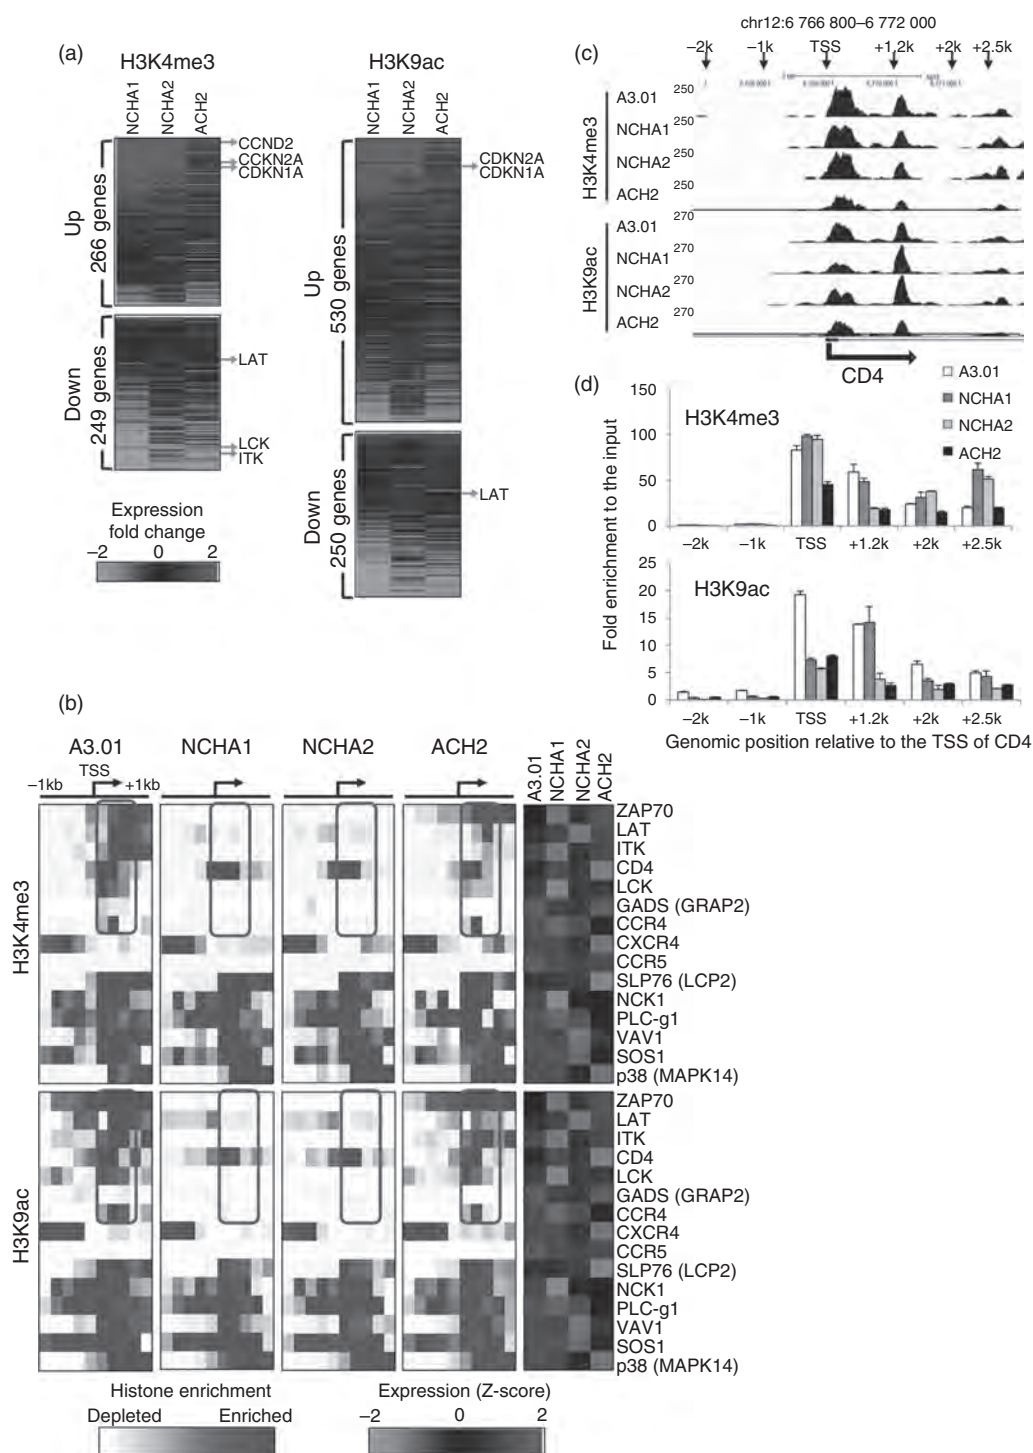 (a)
H3K4me3
NCHA1
NCHA2
ACH2
Up
266 genes
CCND2
CCKN2A
CDKN1A
Down
249 genes
LAT
LCK
ITK
Expression
fold change
−2 0 2
H3K9ac
NCHA1
NCHA2
ACH2
Up
530 genes
CDKN2A
CDKN1A
Down
250 genes
LAT
(b)
A3.01 NCHA1 NCHA2 ACH2
−1kb TSS +1kb
A3.01
NCHA1
NCHA2
ACH2
H3K4me3
ZAP70
LAT
ITK
CD4
LCK
GADS (GRAP2)
CCR4
CXCR4
CCR5
SLP76 (LCP2)
NCK1
PLC-g1
VAV1
SOS1
p38 (MAPK14)
H3K9ac
ZAP70
LAT
ITK
CD4
LCK
GADS (GRAP2)
CCR4
CXCR4
CCR5
SLP76 (LCP2)
NCK1
PLC-g1
VAV1
SOS1
p38 (MAPK14)
Histone enrichment
Depleted Enriched
Expression (Z-score)
−2 0 2
(c)
chr12:6 766 800–6 772 000
−2k −1k TSS +1.2k +2k +2.5k
H3K4me3
A3.01 250
NCHA1 250
NCHA2 250
ACH2 250
H3K9ac
A3.01 270
NCHA1 270
NCHA2 270
ACH2 270
CD4
(d)
A3.01
NCHA1
NCHA2
ACH2
Fold enrichment to the input
H3K4me3
150
100
50
0
−2k −1k TSS +1.2k +2k +2.5k
H3K9ac
25
20
15
10
5
0
−2k −1k TSS +1.2k +2k +2.5k
Genomic position relative to the TSS of CD4